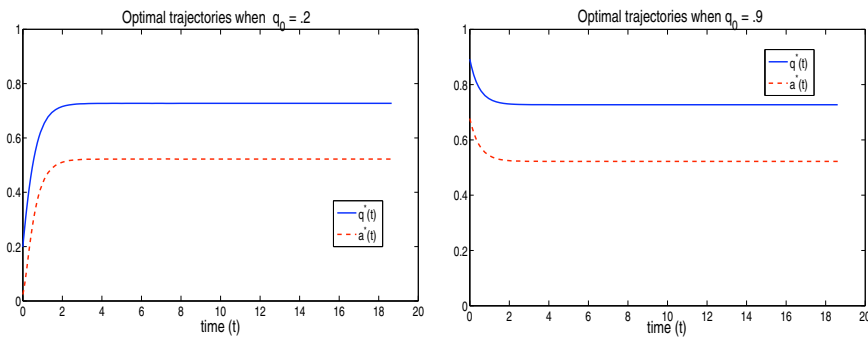 Optimal trajectories when q0 = .2
1
0.8
0.6
0.4
0.2
0
0 2 4 6 8 10 12 14 16 18 20
time (t)
q*(t)
a*(t)
Optimal trajectories when q0 = .9
1
0.8
0.6
0.4
0.2
0
0 2 4 6 8 10 12 14 16 18 20
time (t)
q*(t)
a*(t)